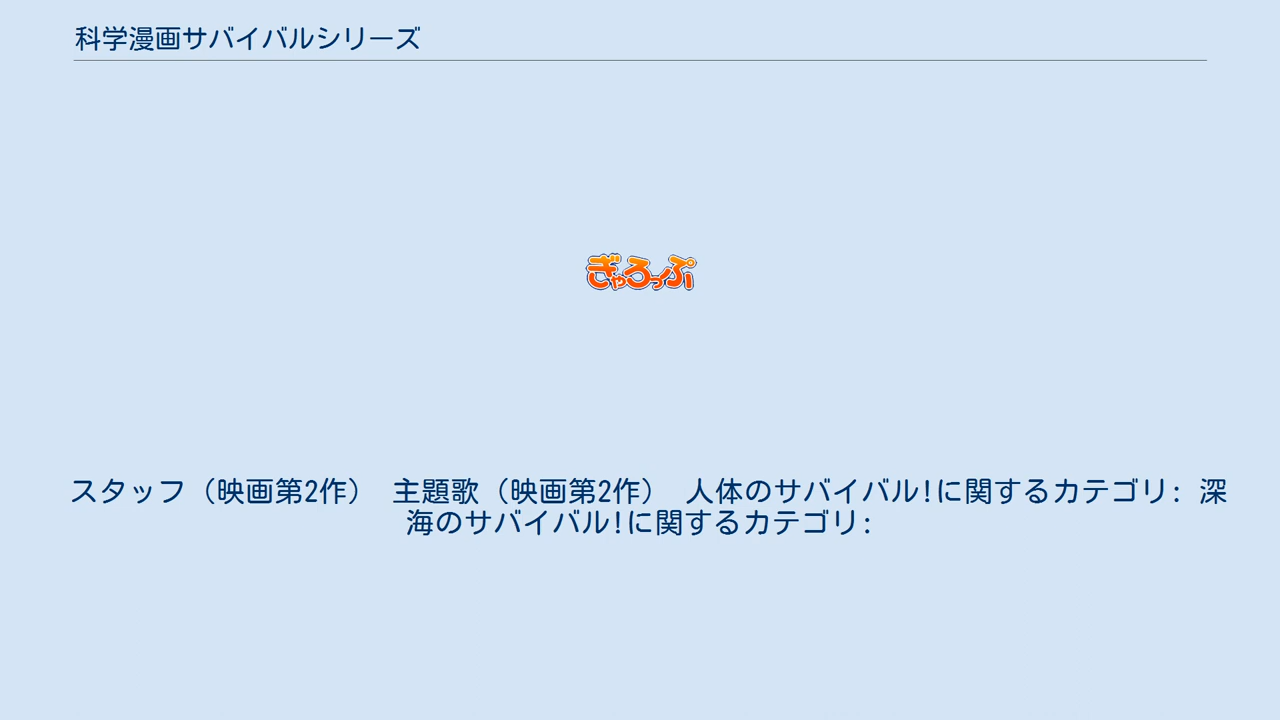 科学漫画サバイバルシリーズ
ぎゃろっぷ
スタッフ（映画第2作） 主題歌（映画第2作） 人体のサバイバル!に関するカテゴリ: 深
海のサバイバル!に関するカテゴリ: